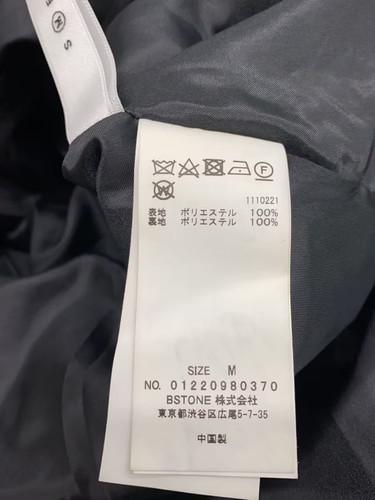 1110221
表地 ポリエステル 100%
裏地 ポリエステル 100%
SIZE M
NO. 01220980370
BSTONE 株式会社
東京都渋谷区広尾5-7-35
中国製